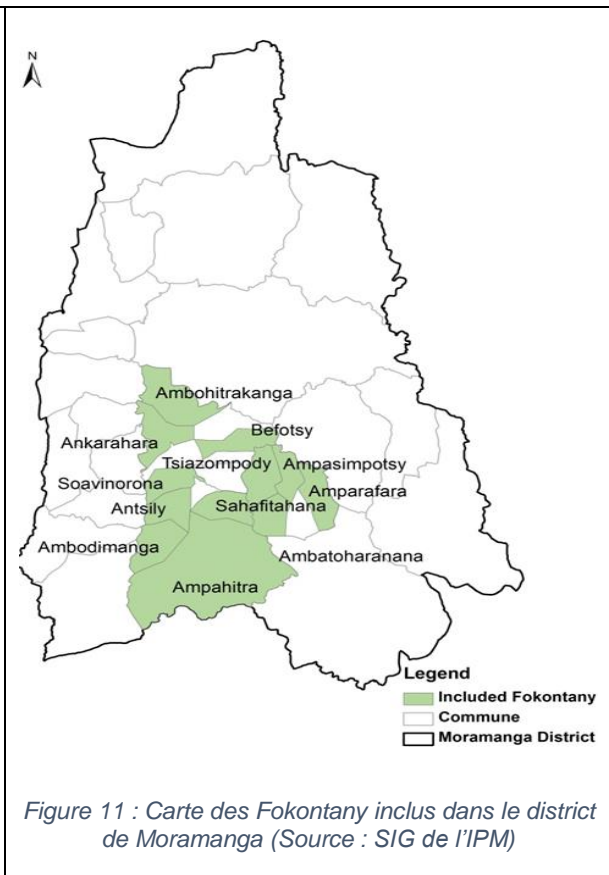 N
Ambohitrakanga
Befotsy
Ankarahara
Tsiazompody
Ampasimpotsy
Soavinorona
Amparafara
Antsily
Sahafitahana
Ambodimanga
Ambatoharanana
Ampahitra
Legend
Included Fokontany
Commune
Moramanga District
Figure 11 : Carte des Fokontany inclus dans le district
de Moramanga (Source : SIG de l'IPM)